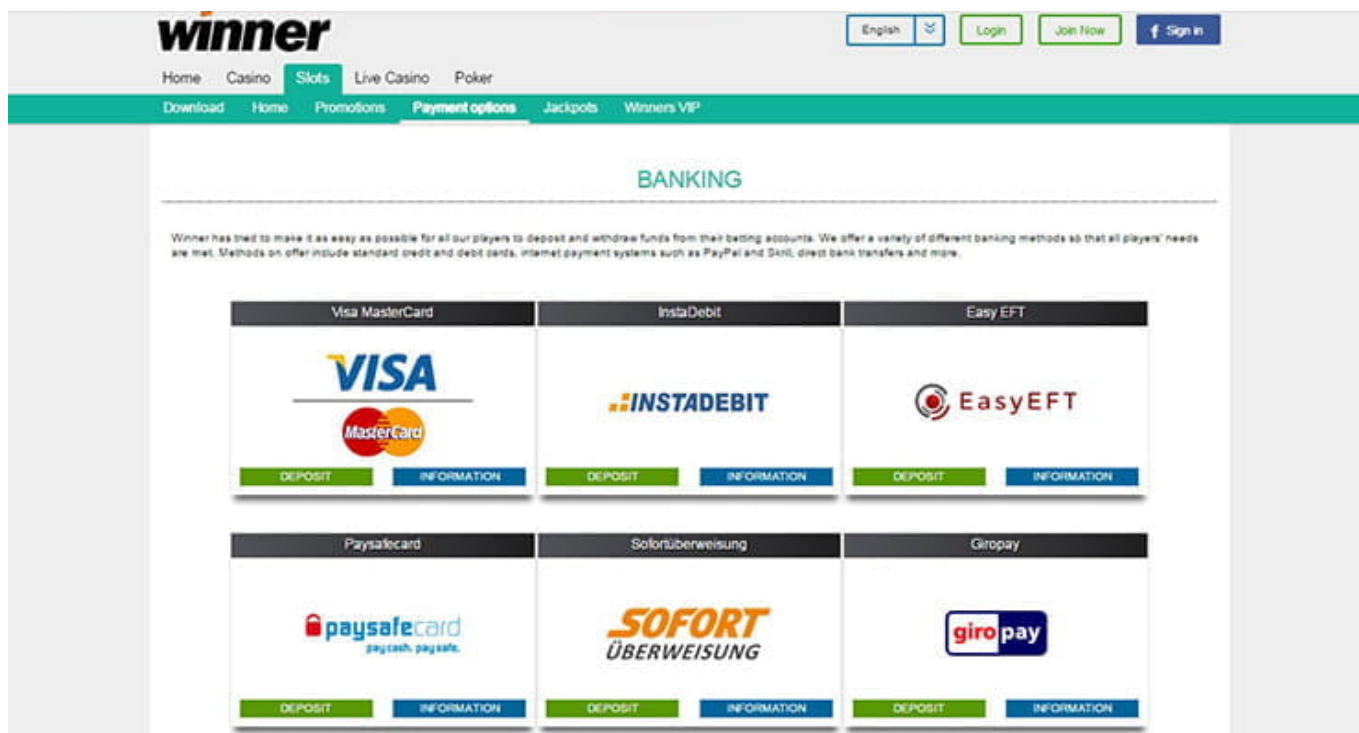 winner
English
Login
Join Now
f Sign in
Home Casino Slots Live Casino Poker
Download Home Promotions Payment options Jackpots Winners VIP
BANKING
Winner has tried to make it as easy as possible for all our players to deposit and withdraw funds from their betting accounts. We offer a variety of different banking methods so that all players' needs
are met. Methods on offer include standard credit and debit cards, internet payment systems such as PayPal and Skrill, direct bank transfers and more.
Visa MasterCard InstaDebit Easy EFT
VISA
MasterCard
INSTADEBIT
EasyEFT
DEPOSIT INFORMATION DEPOSIT INFORMATION DEPOSIT INFORMATION
Paysafecard Sofortüberweisung Giropay
paysafecard
pay cash. pay safe.
SOFORT
ÜBERWEISUNG
giropay
DEPOSIT INFORMATION DEPOSIT INFORMATION DEPOSIT INFORMATION